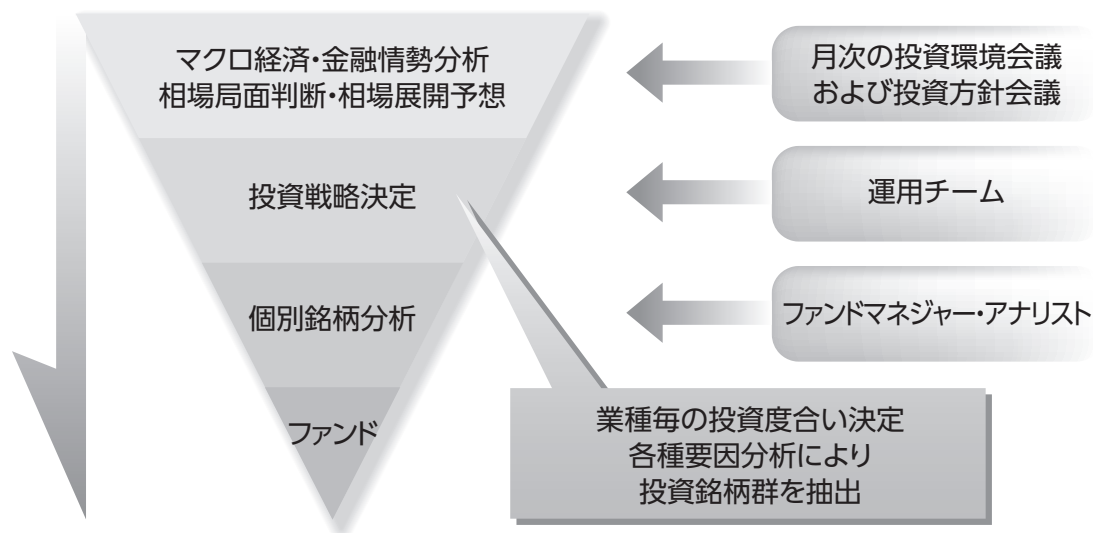 マクロ経済・金融情勢分析
相場局面判断・相場展開予想
月次の投資環境会議
および投資方針会議
投資戦略決定
運用チーム
個別銘柄分析
ファンドマネジャー・アナリスト
ファンド
業種毎の投資度合い決定
各種要因分析により
投資銘柄群を抽出